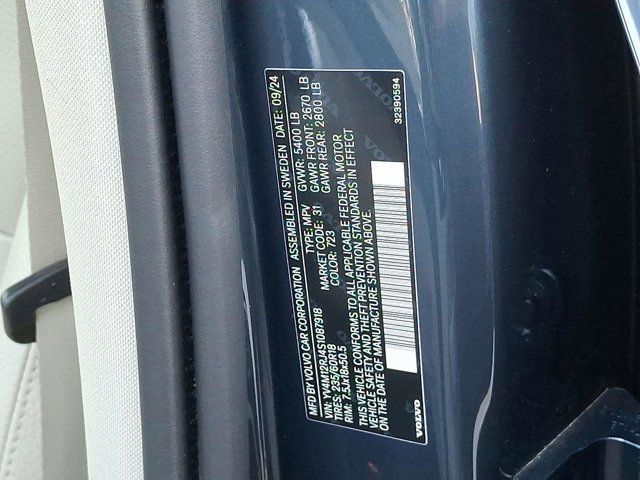 MFD BY VOLVO CAR CORPORATION ASSEMBLED IN SWEDEN DATE: 09/24
VIN: YV4M12RJ4S1087918 TYPE: MPV GVWR: 5400 LB
TIRES: 235/60R18 MARKET CODE: 31 GAWR FRONT: 2670 LB
RIM: 7.5Jx18x50.5 COLOR: 723 GAWR REAR: 2800 LB
THIS VEHICLE CONFORMS TO ALL APPLICABLE FEDERAL MOTOR
VEHICLE SAFETY AND THEFT PREVENTION STANDARDS IN EFFECT
ON THE DATE OF MANUFACTURE SHOWN ABOVE.
VOLVO 32390594